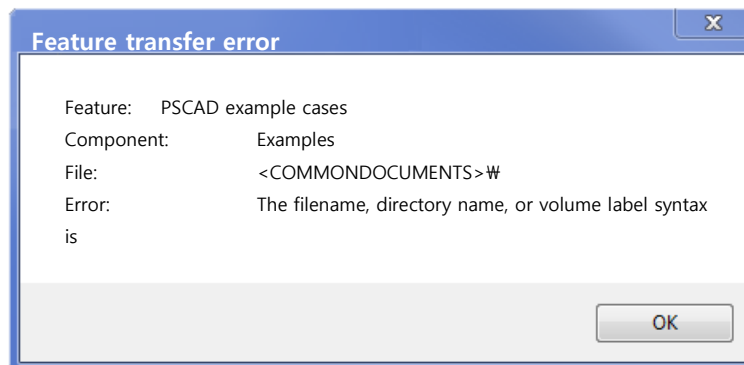 Feature transfer error
Feature: PSCAD example cases
Component: Examples
File: <COMMONDOCUMENTS>₩
Error: The filename, directory name, or volume label syntax
is
OK